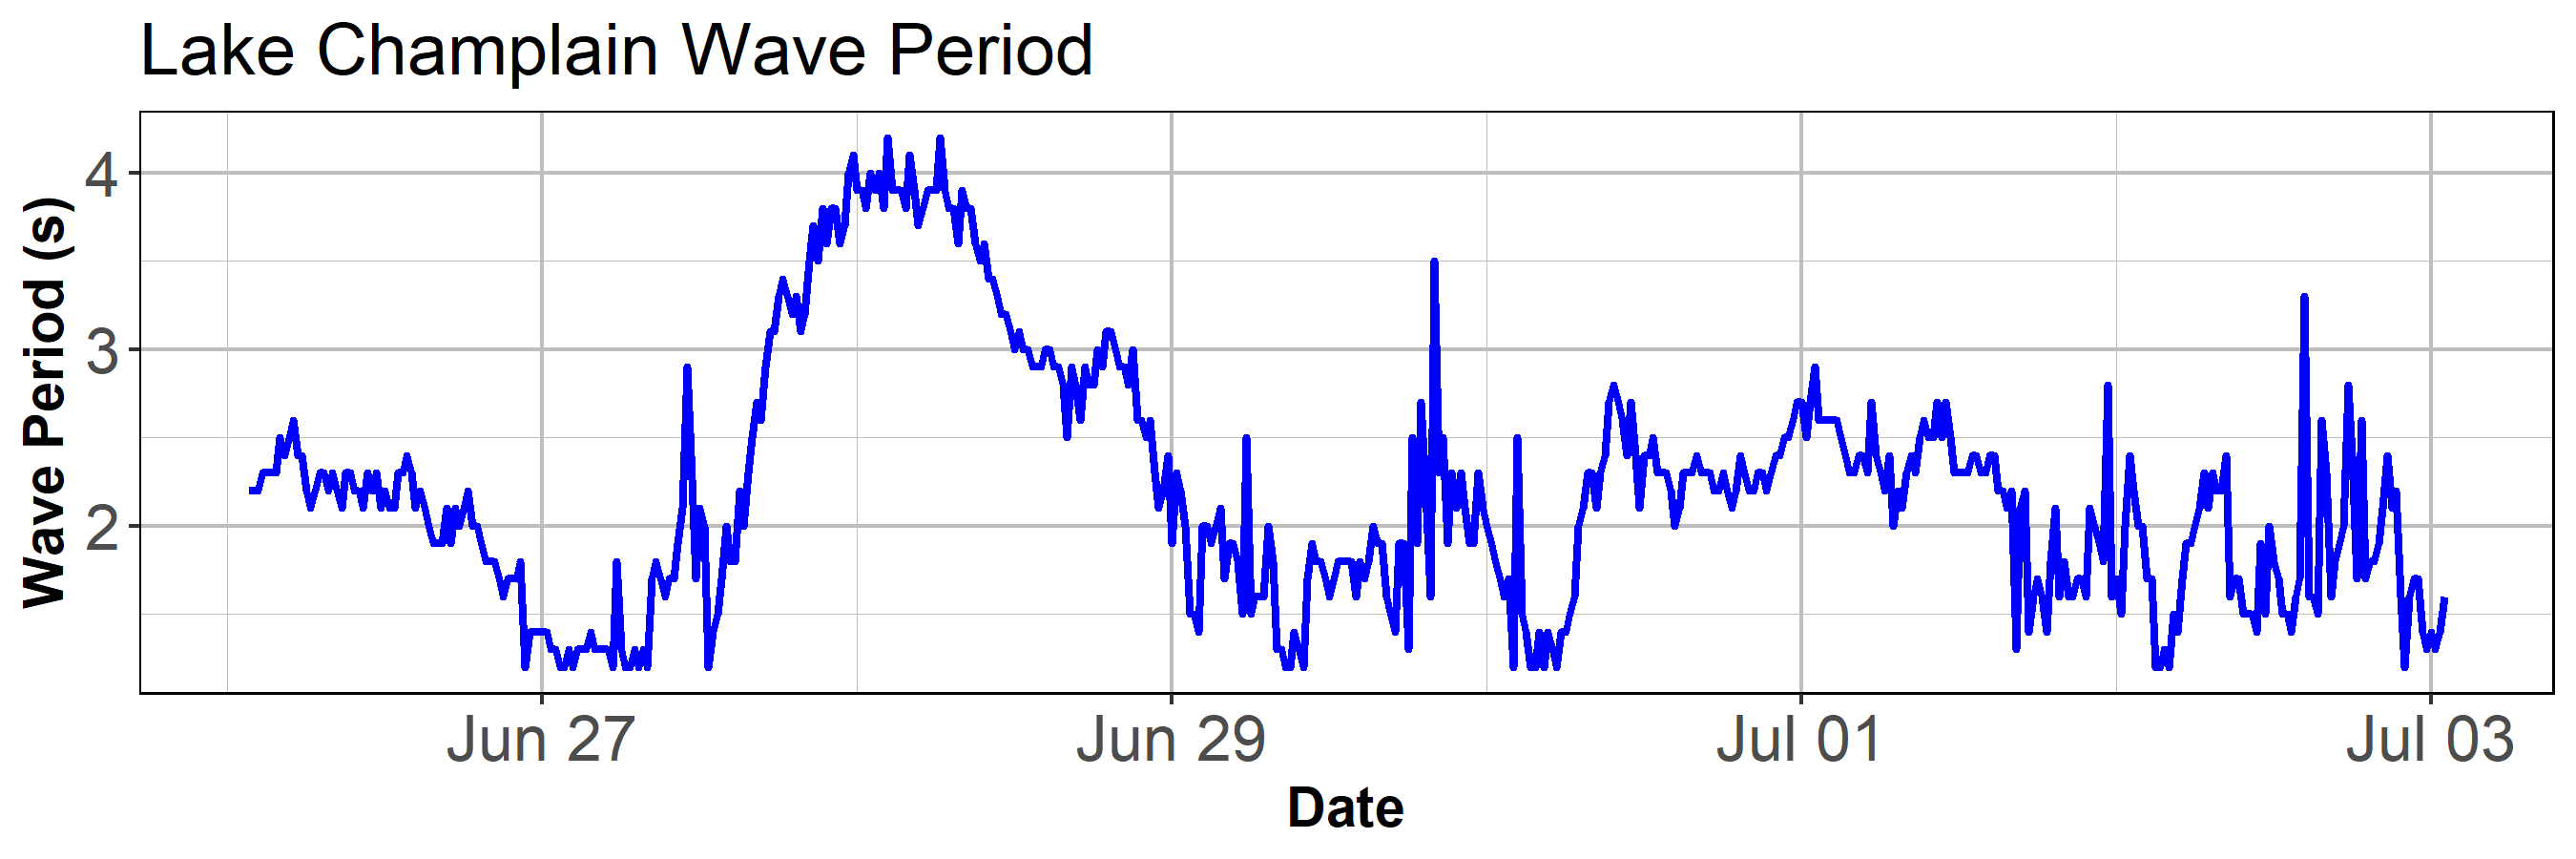 Lake Champlain Wave Period
Wave Period (s)
4
3
2
Jun 27
Jun 29
Jul 01
Jul 03
Date